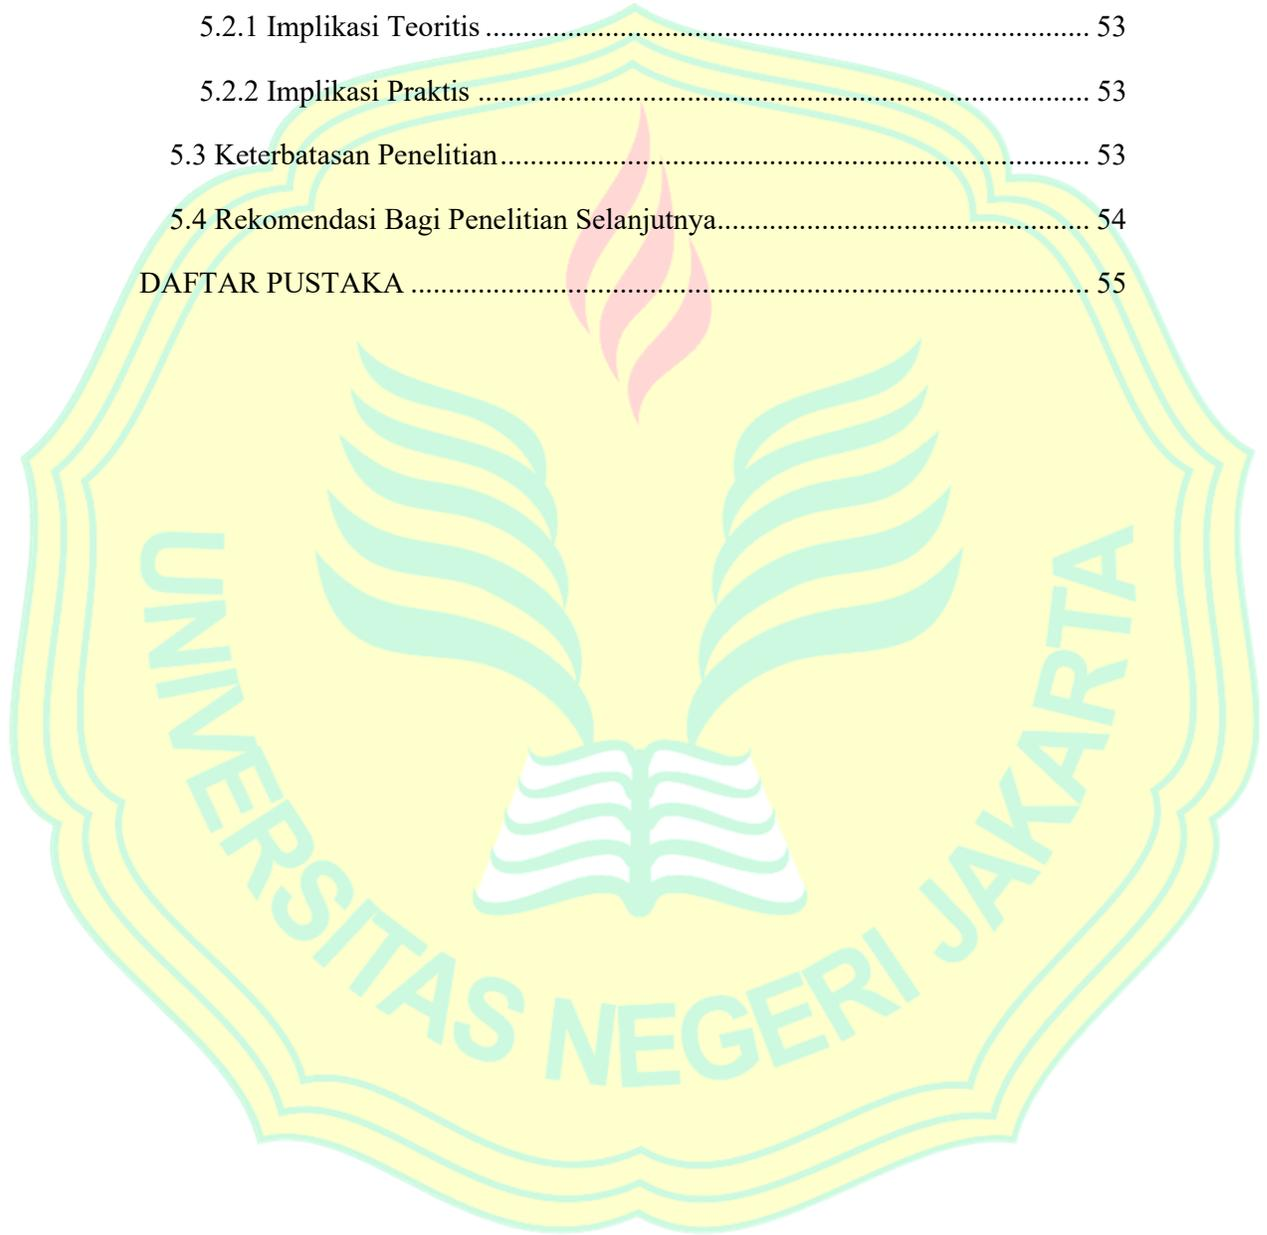 5.2.1 Implikasi Teoritis ................................................................................ 53
5.2.2 Implikasi Praktis ................................................................................. 53
5.3 Keterbatasan Penelitian.............................................................................. 53
5.4 Rekomendasi Bagi Penelitian Selanjutnya................................................. 54
DAFTAR PUSTAKA .......................................................................................... 55
UNIVERSITAS NEGERI JAKARTA